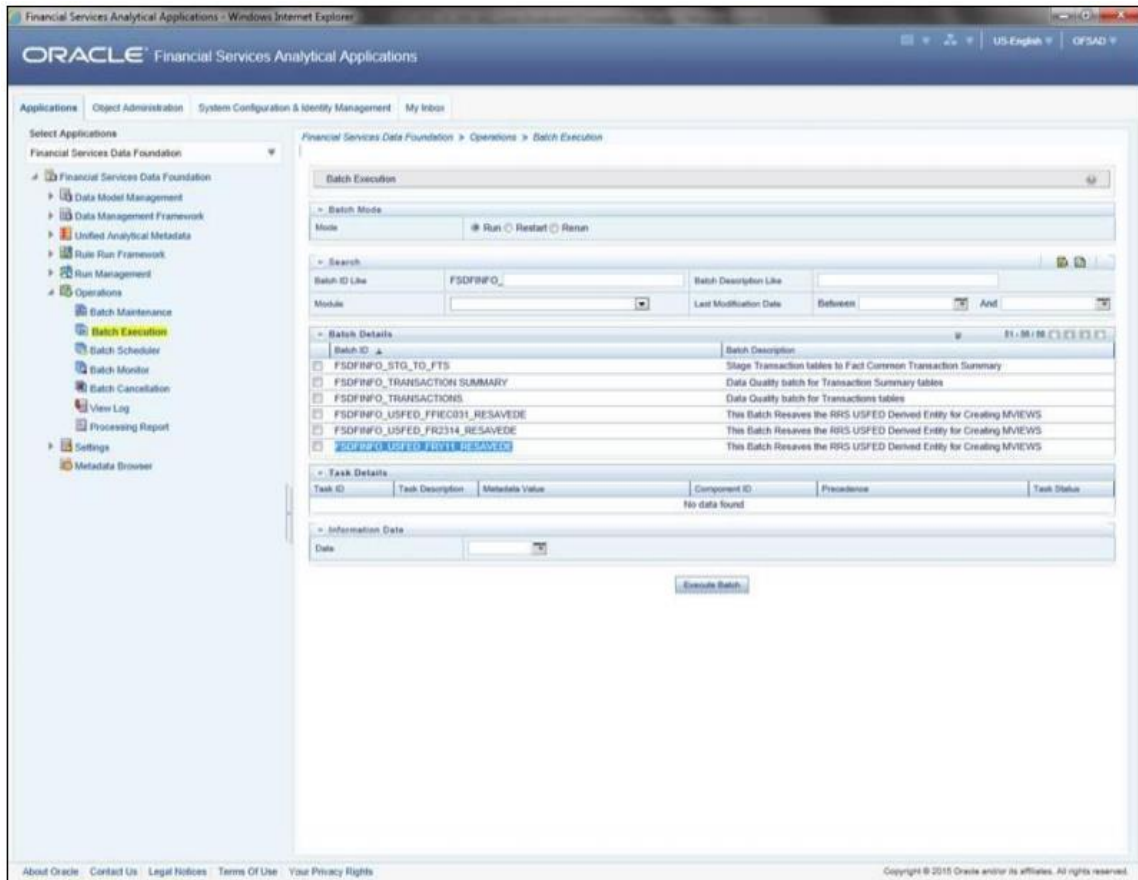 Financial Services Analytical Applications - Windows Internet Explorer
ORACLE Financial Services Analytical Applications
US-English
OFSAD
Applications
Object Administration
System Configuration & Identity Management
My Inbox
Select Applications
Financial Services Data Foundation
Financial Services Data Foundation
Data Model Management
Data Management Framework
Unified Analytical Metadata
Rule Run Framework
Run Management
Operations
Batch Maintenance
Batch Execution
Batch Scheduler
Batch Monitor
Batch Cancellation
View Log
Processing Report
Settings
Metadata Browser
Financial Services Data Foundation > Operations > Batch Execution
Batch Execution
Batch Mode
Mode Run Restart Rerun
Search
Batch ID Like FSDFINFO_ Batch Description Like
Module Last Modification Date Between And
Batch Details
Batch ID Batch Description
FSDFINFO_STG_TO_FTS Stage Transaction tables to Fact Common Transaction Summary
FSDFINFO_TRANSACTION SUMMARY Data Quality batch for Transaction Summary tables
FSDFINFO_TRANSACTIONS Data Quality batch for Transactions tables
FSDFINFO_USFED_FFIEC031_RESAVEDE This Batch Resaves the RRS USFED Derived Entity for Creating MVIEWS
FSDFINFO_USFED_FR2314_RESAVEDE This Batch Resaves the RRS USFED Derived Entity for Creating MVIEWS
FSDFINFO_USFED_FRY11_RESAVEDE This Batch Resaves the RRS USFED Derived Entity for Creating MVIEWS
Task Details
Task ID Task Description Metadata Value Component ID Precedence Task Status
No data found
Information Date
Date
Execute Batch
About Oracle Contact Us Legal Notices Terms Of Use Your Privacy Rights
Copyright © 2015 Oracle and/or its affiliates. All rights reserved.